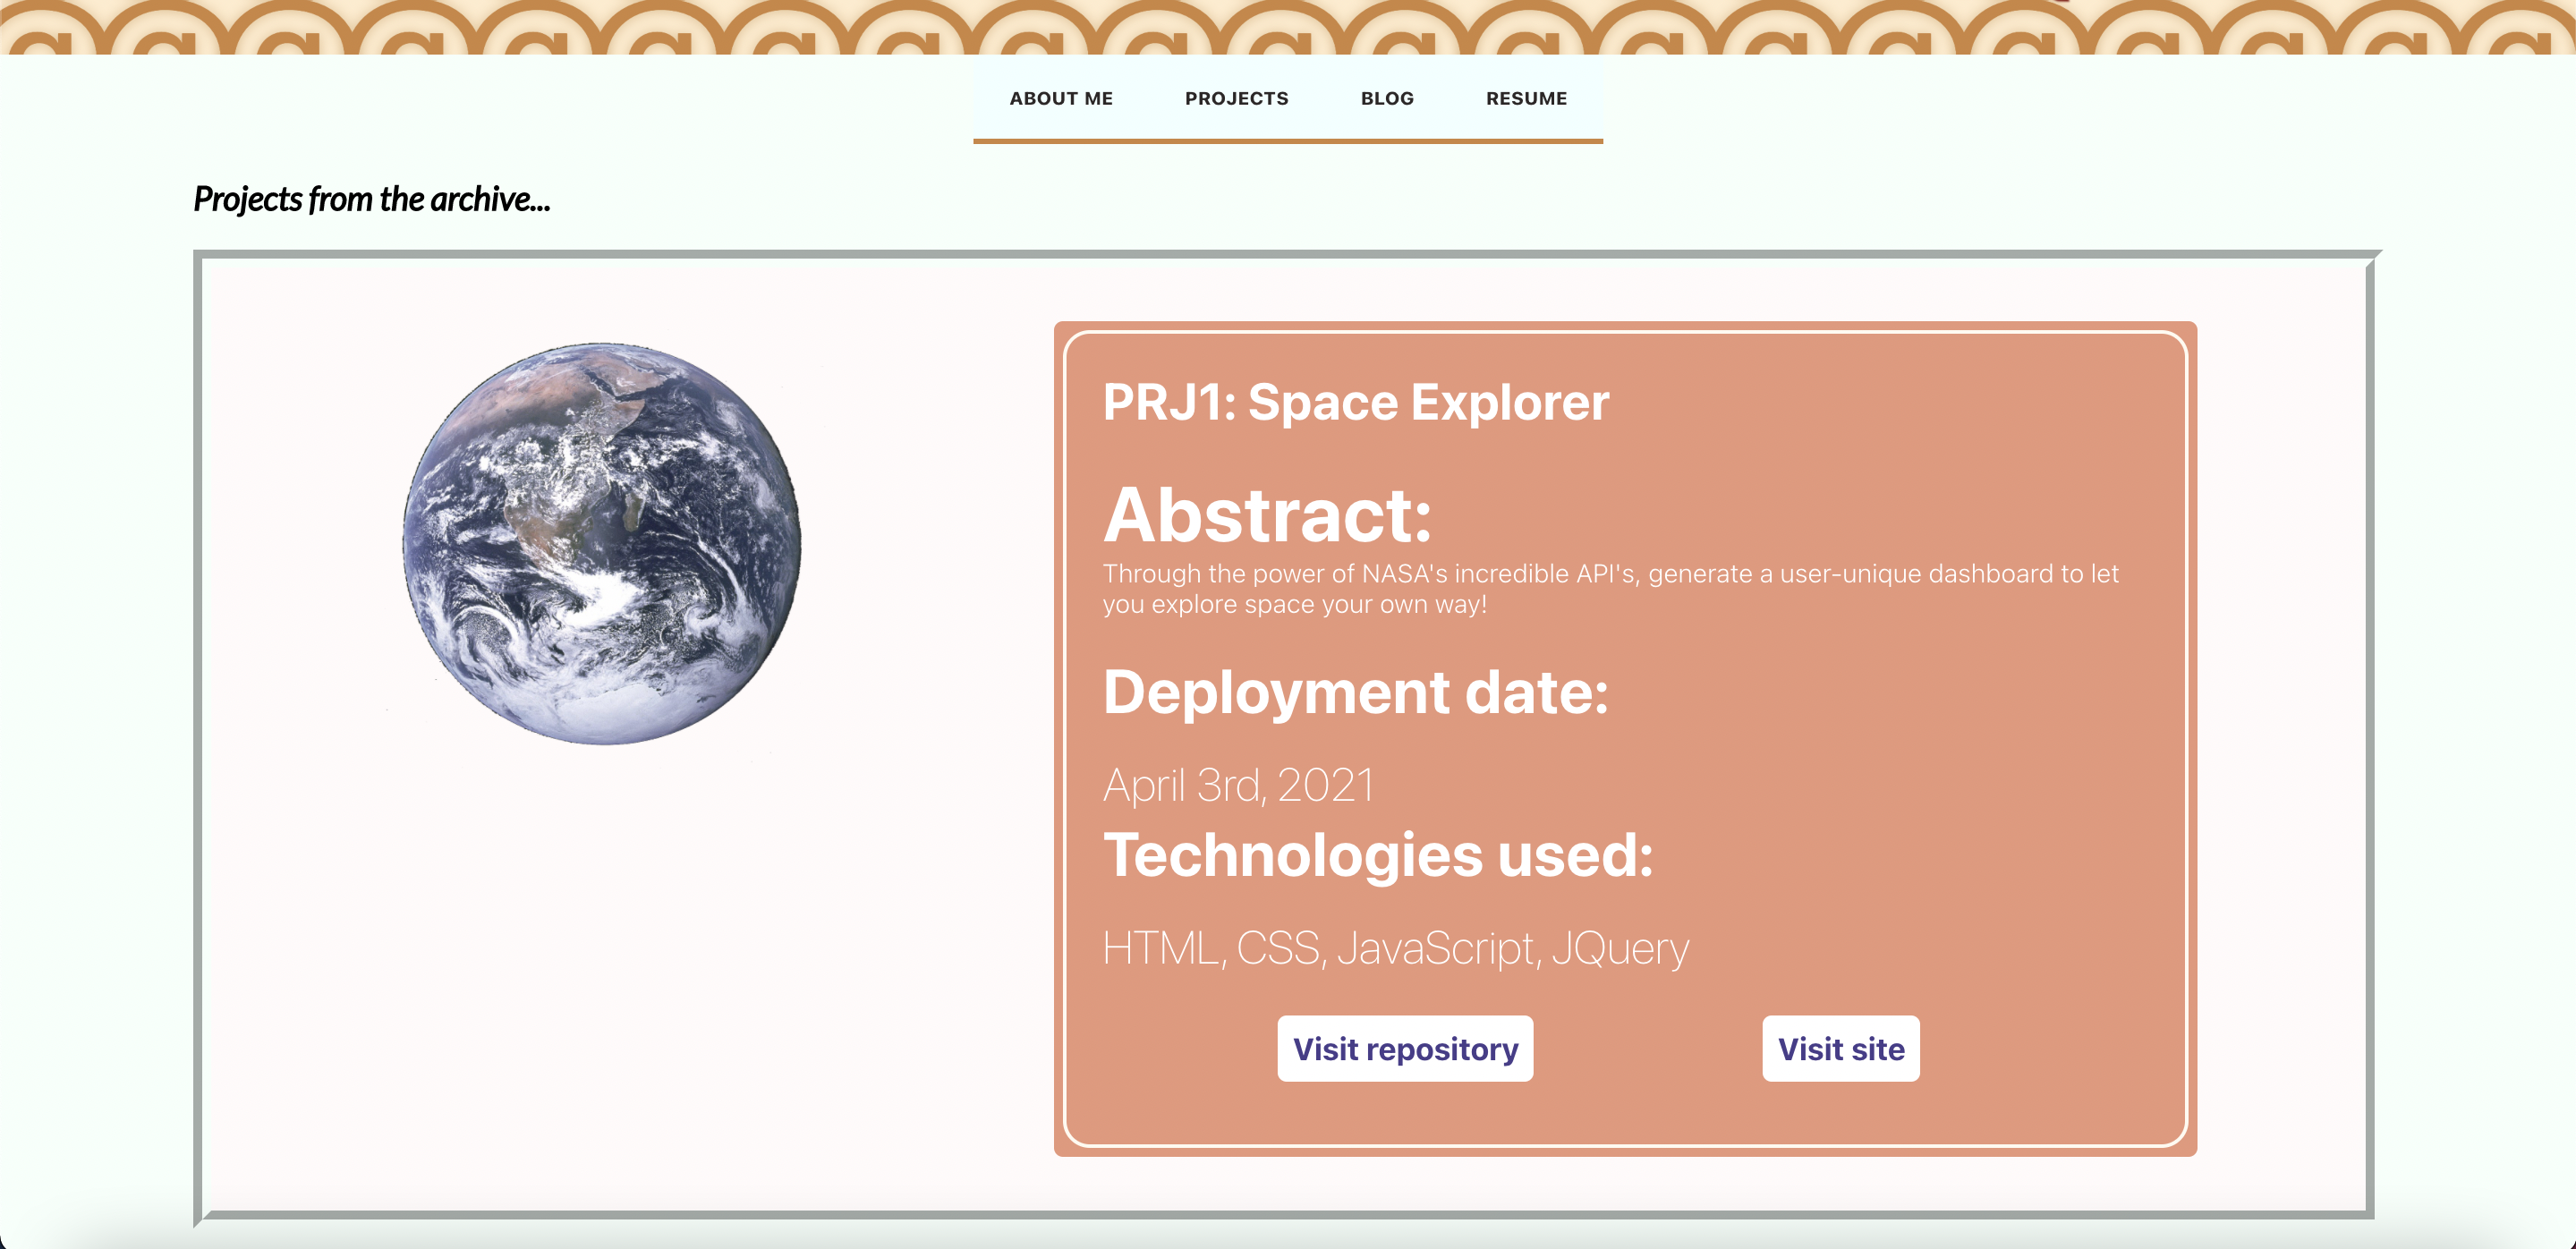 ABOUT ME PROJECTS BLOG RESUME
Projects from the archive...
PRJ1: Space Explorer
Abstract:
Through the power of NASA's incredible API's, generate a user-unique dashboard to let
you explore space your own way!
Deployment date:
April 3rd, 2021
Technologies used:
HTML, CSS, JavaScript, JQuery
Visit repository Visit site